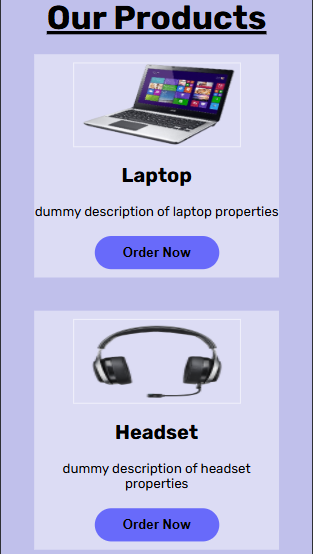 Our Products
Laptop
dummy description of laptop properties
Order Now
Headset
dummy description of headset
properties
Order Now